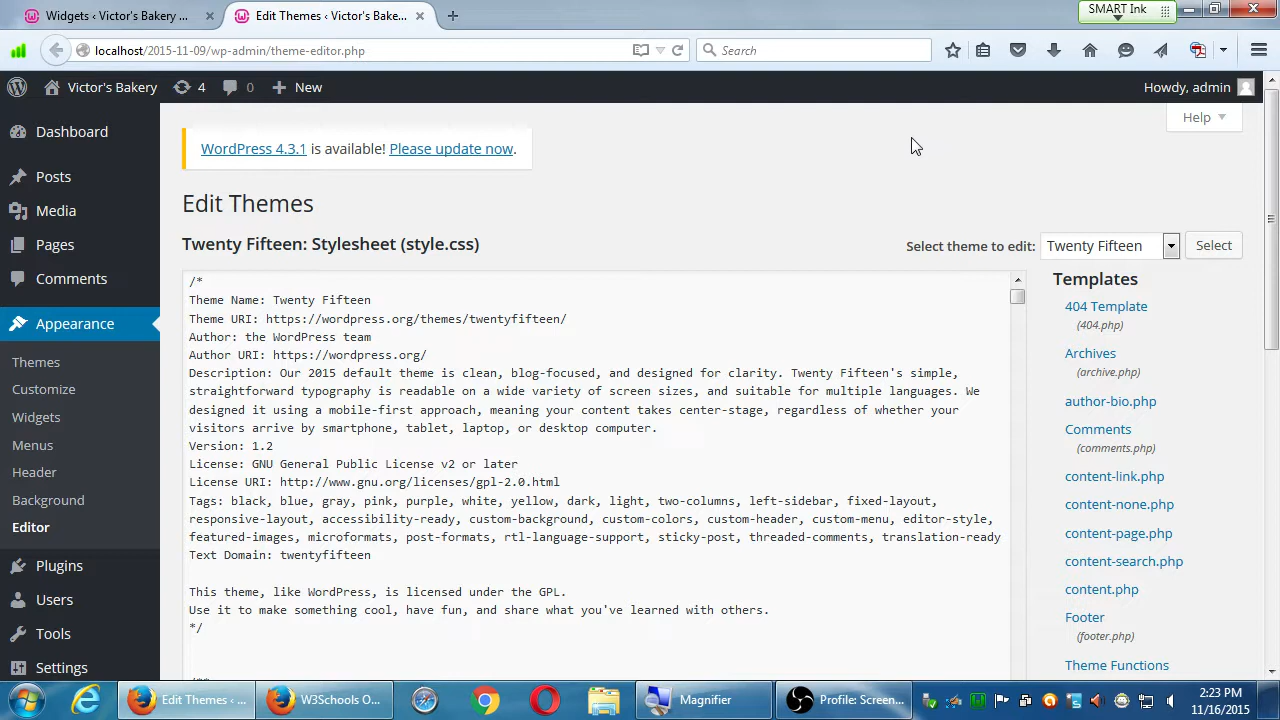 Widgets ‹ Victor's Bakery ...
Edit Themes ‹ Victor's Bake...
SMART Ink
localhost/2015-11-09/wp-admin/theme-editor.php
Search
Victor's Bakery
4
0
New
Howdy, admin
Help
Dashboard
Posts
Media
Pages
Comments
Appearance
Themes
Customize
Widgets
Menus
Header
Background
Editor
Plugins
Users
Tools
Settings
WordPress 4.3.1 is available! Please update now.
Edit Themes
Twenty Fifteen: Stylesheet (style.css)
Select theme to edit:
Twenty Fifteen
Select
/*
Theme Name: Twenty Fifteen
Theme URI: https://wordpress.org/themes/twentyfifteen/
Author: the WordPress team
Author URI: https://wordpress.org/
Description: Our 2015 default theme is clean, blog-focused, and designed for clarity. Twenty Fifteen's simple,
straightforward typography is readable on a wide variety of screen sizes, and suitable for multiple languages. We
designed it using a mobile-first approach, meaning your content takes center-stage, regardless of whether your
visitors arrive by smartphone, tablet, laptop, or desktop computer.
Version: 1.2
License: GNU General Public License v2 or later
License URI: http://www.gnu.org/licenses/gpl-2.0.html
Tags: black, blue, gray, pink, purple, white, yellow, dark, light, two-columns, left-sidebar, fixed-layout,
responsive-layout, accessibility-ready, custom-background, custom-colors, custom-header, custom-menu, editor-style,
featured-images, microformats, post-formats, rtl-language-support, sticky-post, threaded-comments, translation-ready
Text Domain: twentyfifteen
This theme, like WordPress, is licensed under the GPL.
Use it to make something cool, have fun, and share what you've learned with others.
*/
Templates
404 Template
(404.php)
Archives
(archive.php)
author-bio.php
Comments
(comments.php)
content-link.php
content-none.php
content-page.php
content-search.php
content.php
Footer
(footer.php)
Theme Functions
Edit Themes ‹ ...
W3Schools O...
Magnifier
Profile: Screen...
2:23 PM
11/16/2015